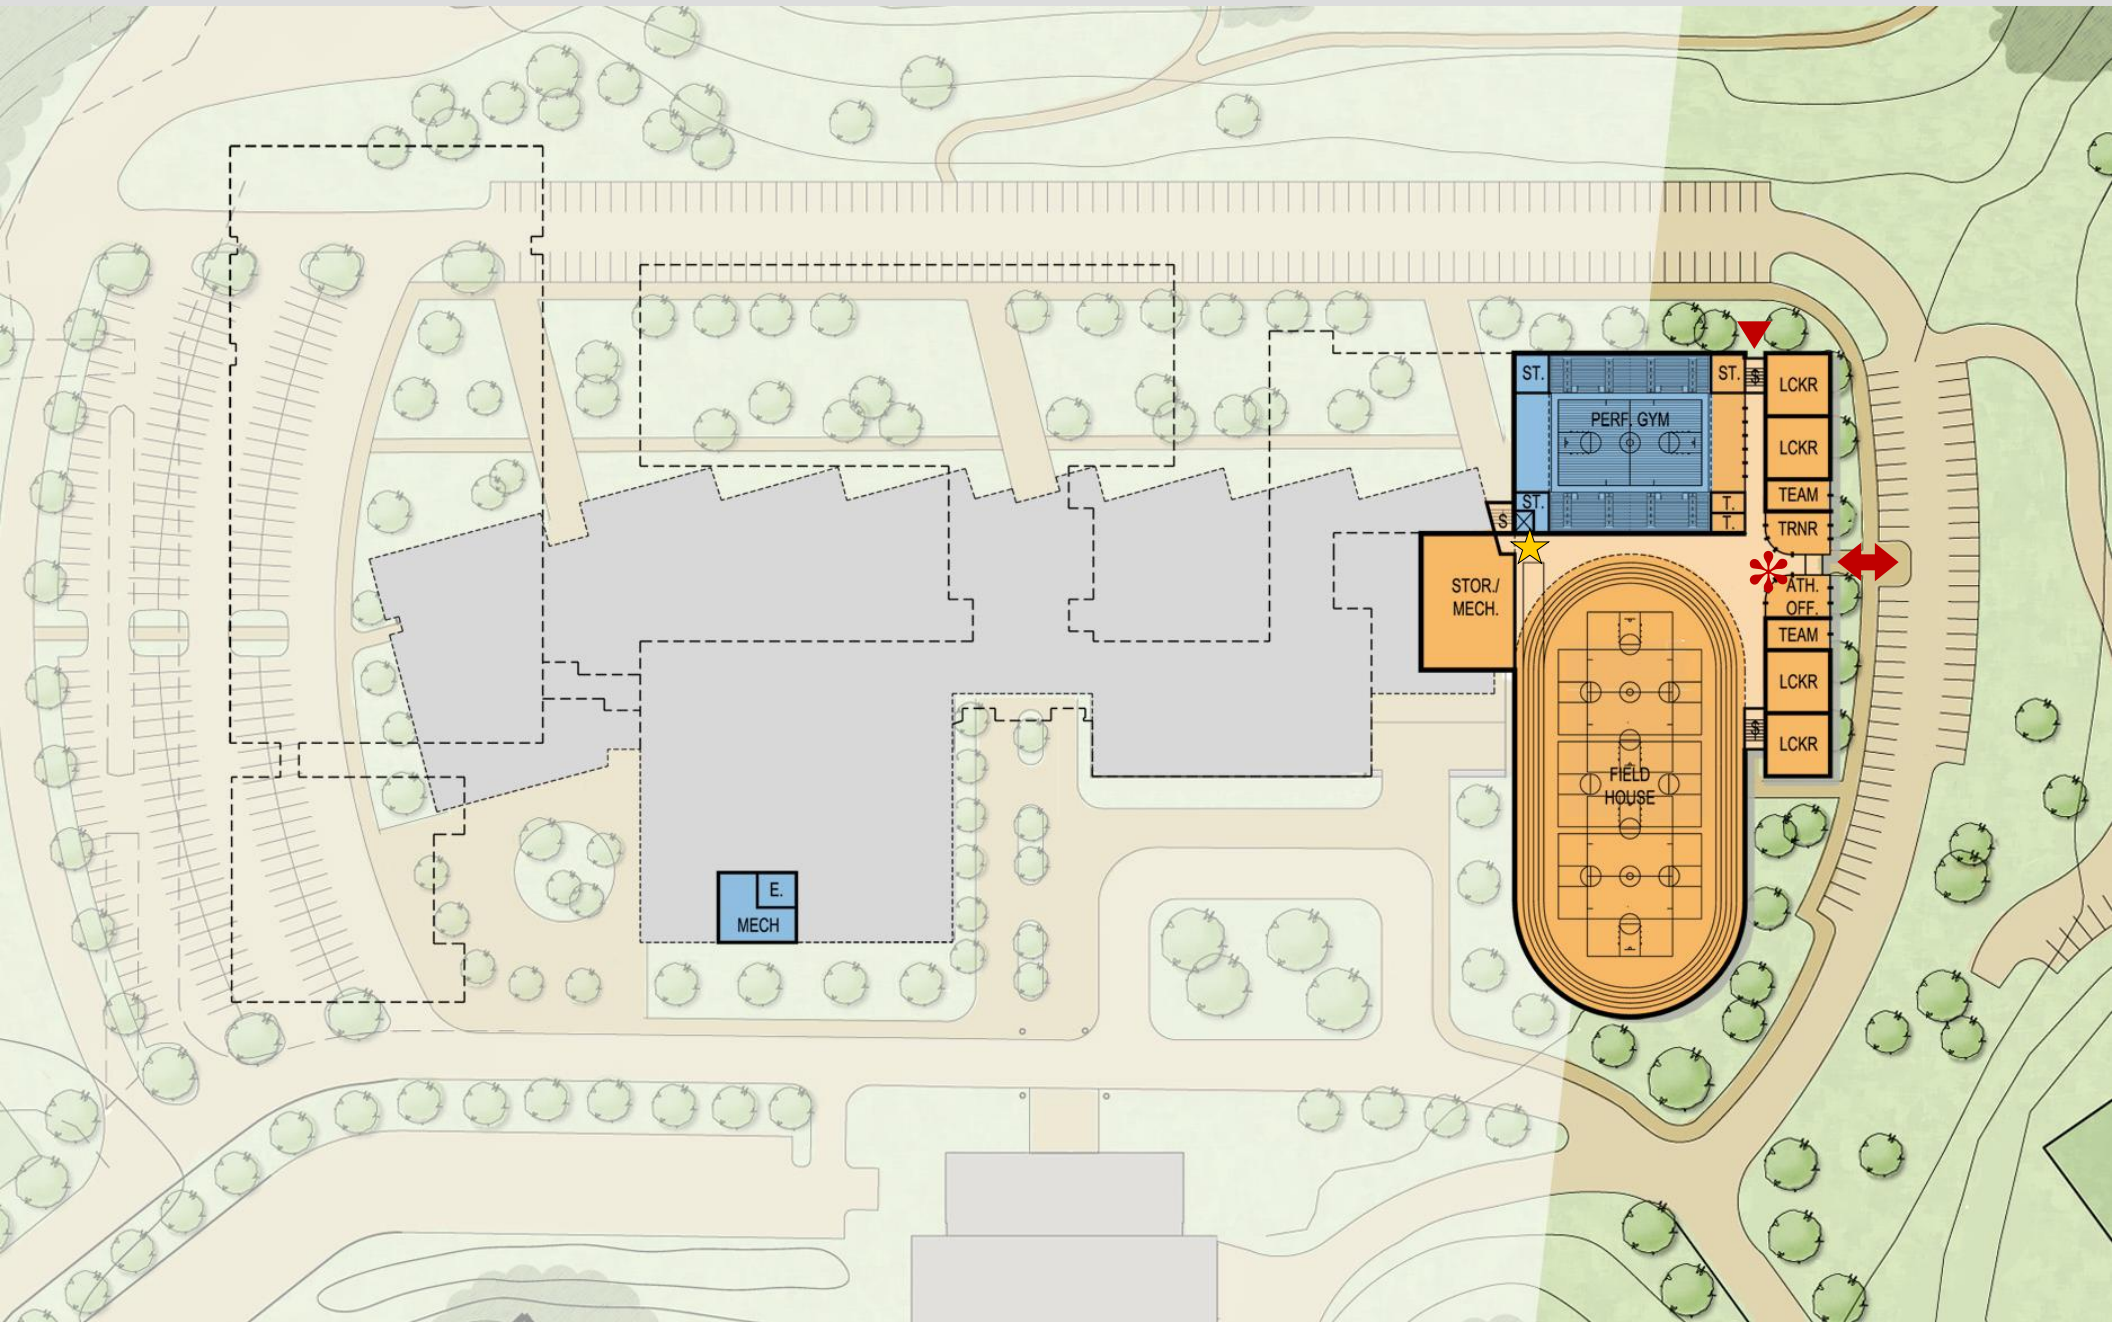 ST.
ST.
$
LCKR
PERF. GYM
LCKR
ST.
T.
TEAM
$
T.
TRNR
STOR./
MECH.
ATH.
OFF.
TEAM
LCKR
$
LCKR
FIELD
HOUSE
E.
MECH